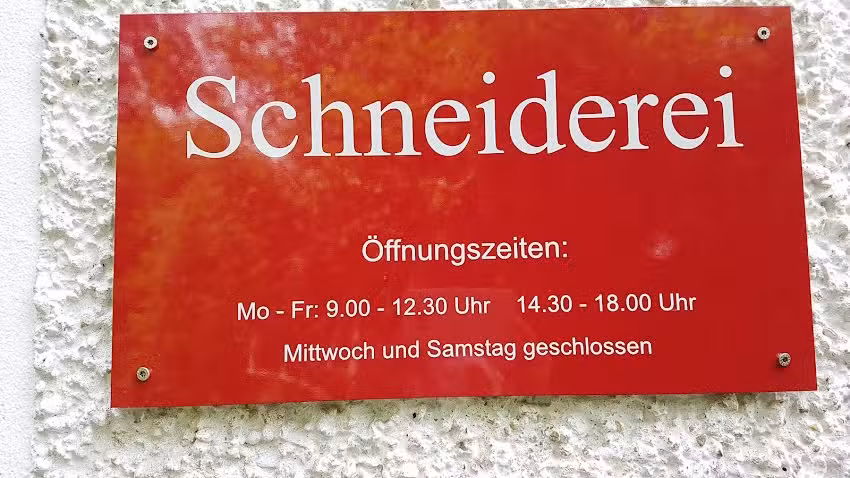 Schneiderei
Öffnungszeiten:
Mo - Fr: 9.00 - 12.30 Uhr 14.30 - 18.00 Uhr
Mittwoch und Samstag geschlossen